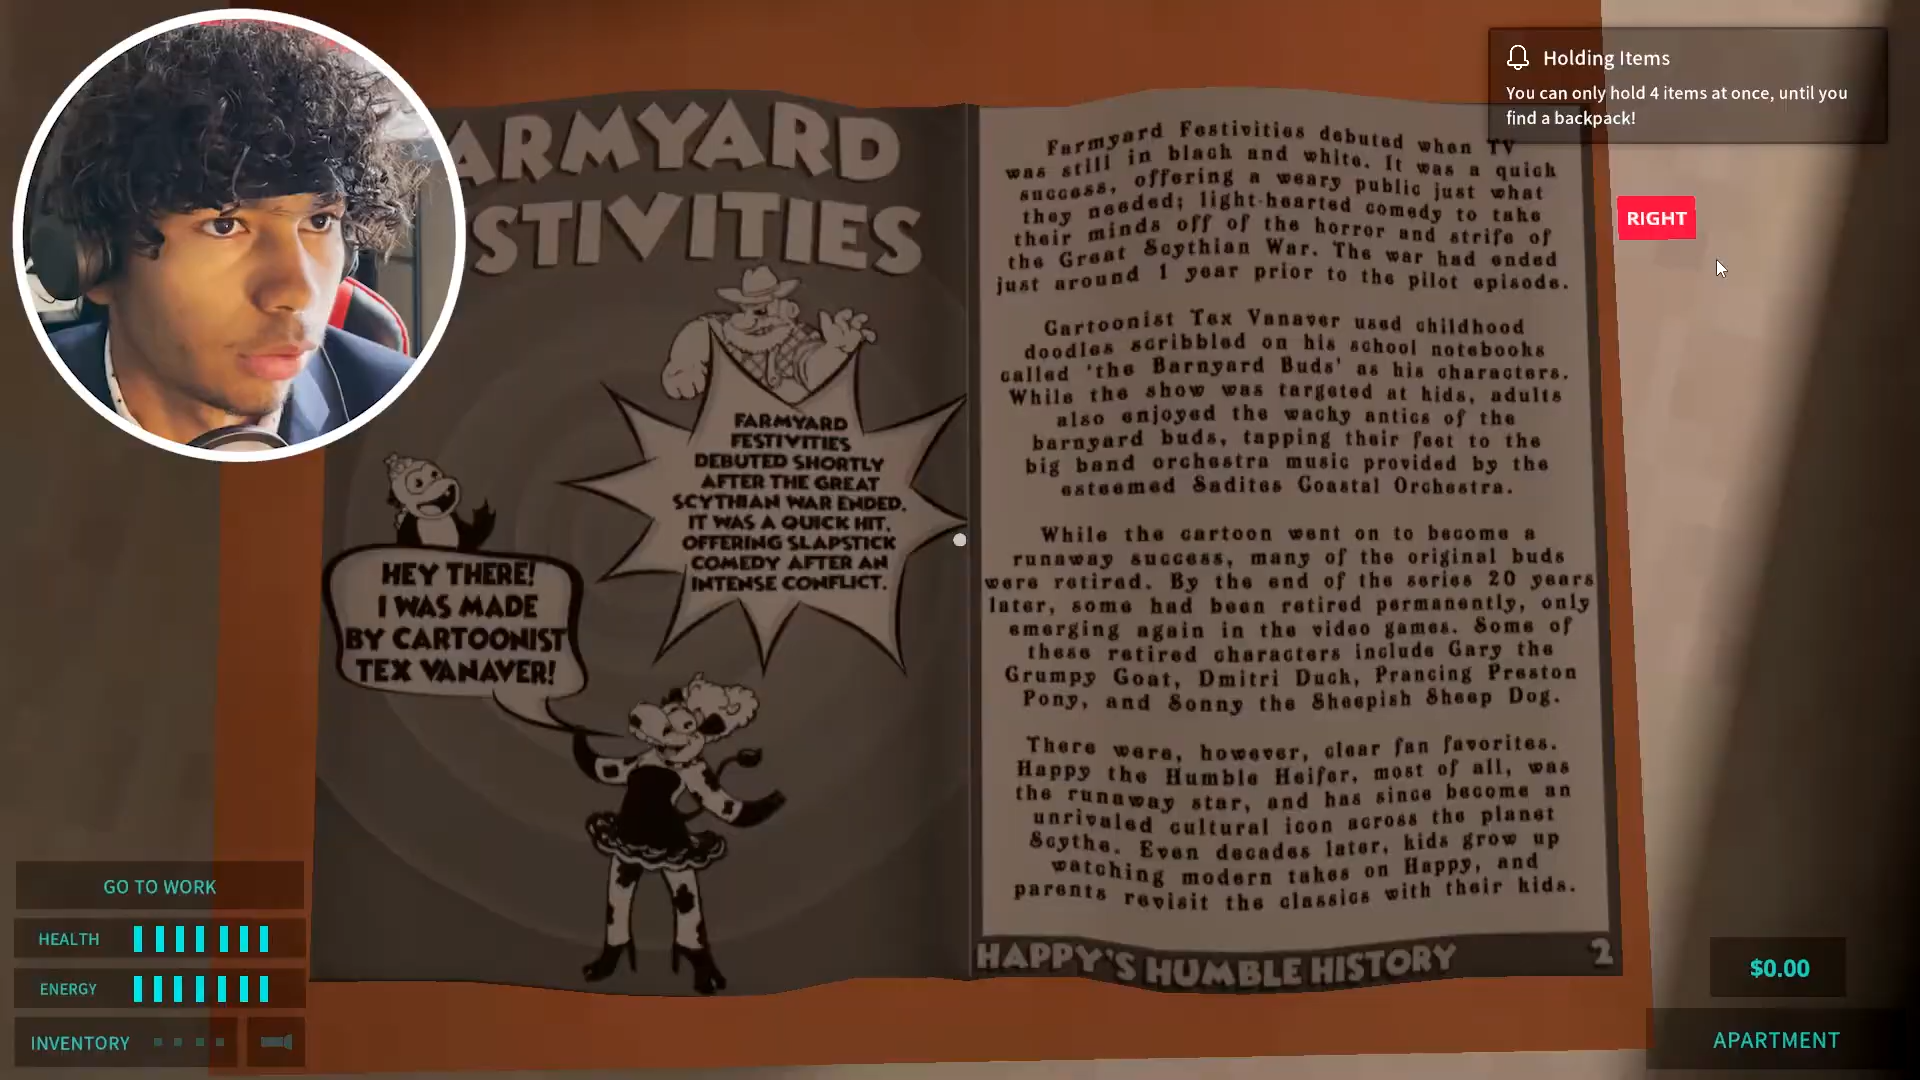 ARMYARD
STIVITIES
FARMYARD
FESTIVITIES
DEBUTED SHORTLY
AFTER THE GREAT
SCYTHIAN WAR ENDED.
IT WAS A QUICK HIT,
OFFERING SLAPSTICK
COMEDY AFTER AN
INTENSE CONFLICT.
HEY THERE!
I WAS MADE
BY CARTOONIST
TEX VANAVER!
Farmyard Festivities debuted when TV
was still in black and white. It was a quick
success, offering a weary public just what
they needed; light-hearted comedy to take
their minds off of the horror and strife of
the Great Scythian War. The war had ended
just around 1 year prior to the pilot episode.
Cartoonist Tex Vanaver used childhood
doodles scribbled on his school notebooks
called 'the Barnyard Buds' as his characters.
While the show was targeted at kids, adults
also enjoyed the wacky antics of the
barnyard buds, tapping their feet to the
big band orchestra music provided by the
esteemed Sadites Coastal Orchestra.
While the cartoon went on to become a
runaway success, many of the original buds
were retired. By the end of the series 20 years
later, some had been retired permanently, only
emerging again in the video games. Some of
these retired characters include Gary the
Grumpy Goat, Dmitri Duck, Prancing Preston
Pony, and Sonny the Sheepish Sheep Dog.
There were, however, clear fan favorites.
Happy the Humble Heifer, most of all, was
the runaway star, and has since become an
unrivaled cultural icon across the planet
Scythe. Even decades later, kids grow up
watching modern takes on Happy, and
parents revisit the classics with their kids.
HAPPY'S HUMBLE HISTORY 2
Holding Items
You can only hold 4 items at once, until you
find a backpack!
RIGHT
GO TO WORK
HEALTH
ENERGY
INVENTORY
$0.00
APARTMENT